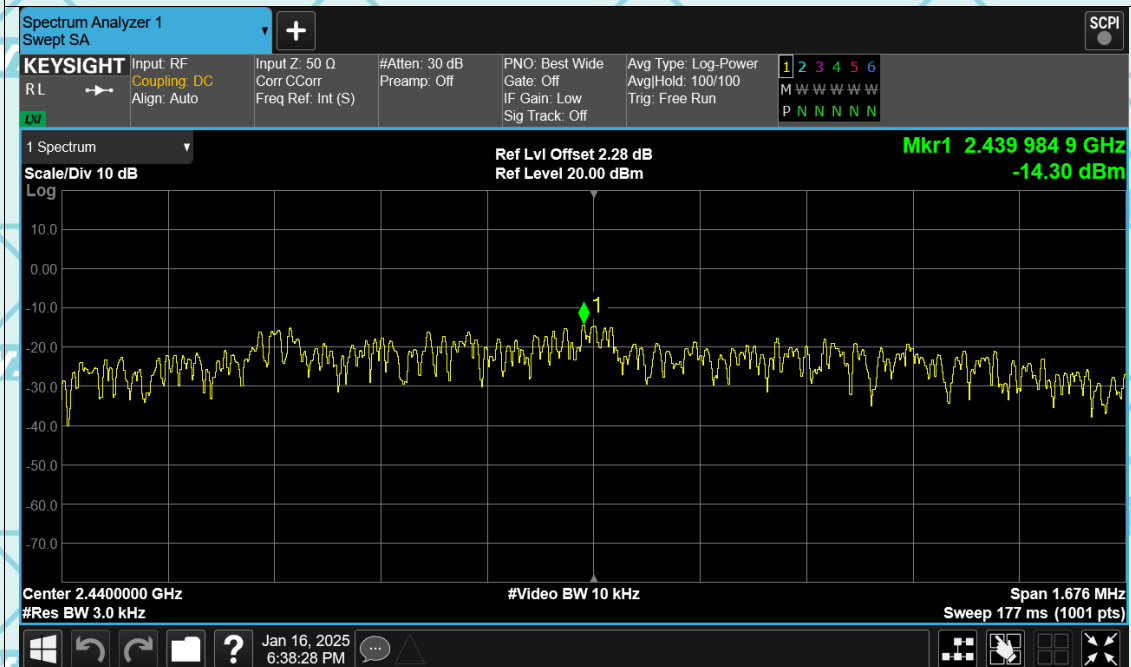 Spectrum Analyzer 1
Swept SA
+
SCPI
KEYSIGHT
RL
LXI
Input: RF
Coupling: DC
Align: Auto
Input Z: 50 Ω
Corr CCorr
Freq Ref: Int (S)
#Atten: 30 dB
Preamp: Off
PNO: Best Wide
Gate: Off
IF Gain: Low
Sig Track: Off
Avg Type: Log-Power
Avg|Hold: 100/100
Trig: Free Run
1 2 3 4 5 6
M W W W W W
P N N N N N
1 Spectrum
Scale/Div 10 dB
Log
Ref Lvl Offset 2.28 dB
Ref Level 20.00 dBm
Mkr1 2.439 984 9 GHz
-14.30 dBm
10.0
0.00
-10.0
-20.0
-30.0
-40.0
-50.0
-60.0
-70.0
1
Center 2.4400000 GHz
#Res BW 3.0 kHz
#Video BW 10 kHz
Span 1.676 MHz
Sweep 177 ms (1001 pts)
?
Jan 16, 2025
6:38:28 PM